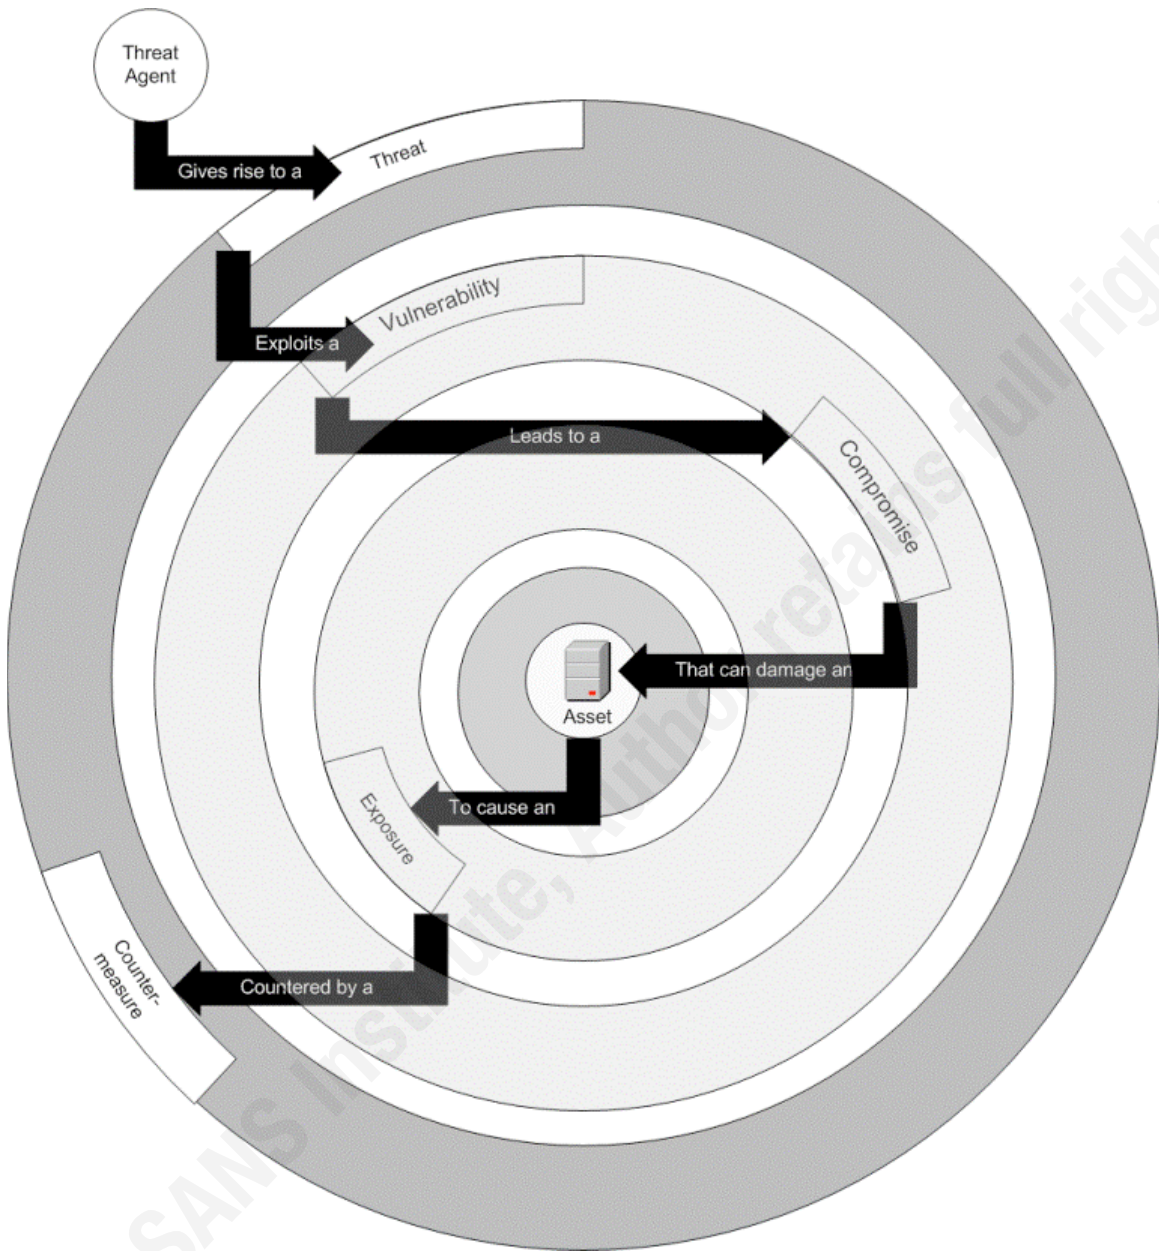 Threat
Agent
Gives rise to a
Threat
Exploits a
Vulnerability
Leads to a
Compromise
That can damage an
Asset
To cause an
Exposure
Countered by a
Counter-
measure
SANS Institute, Author retains full righ